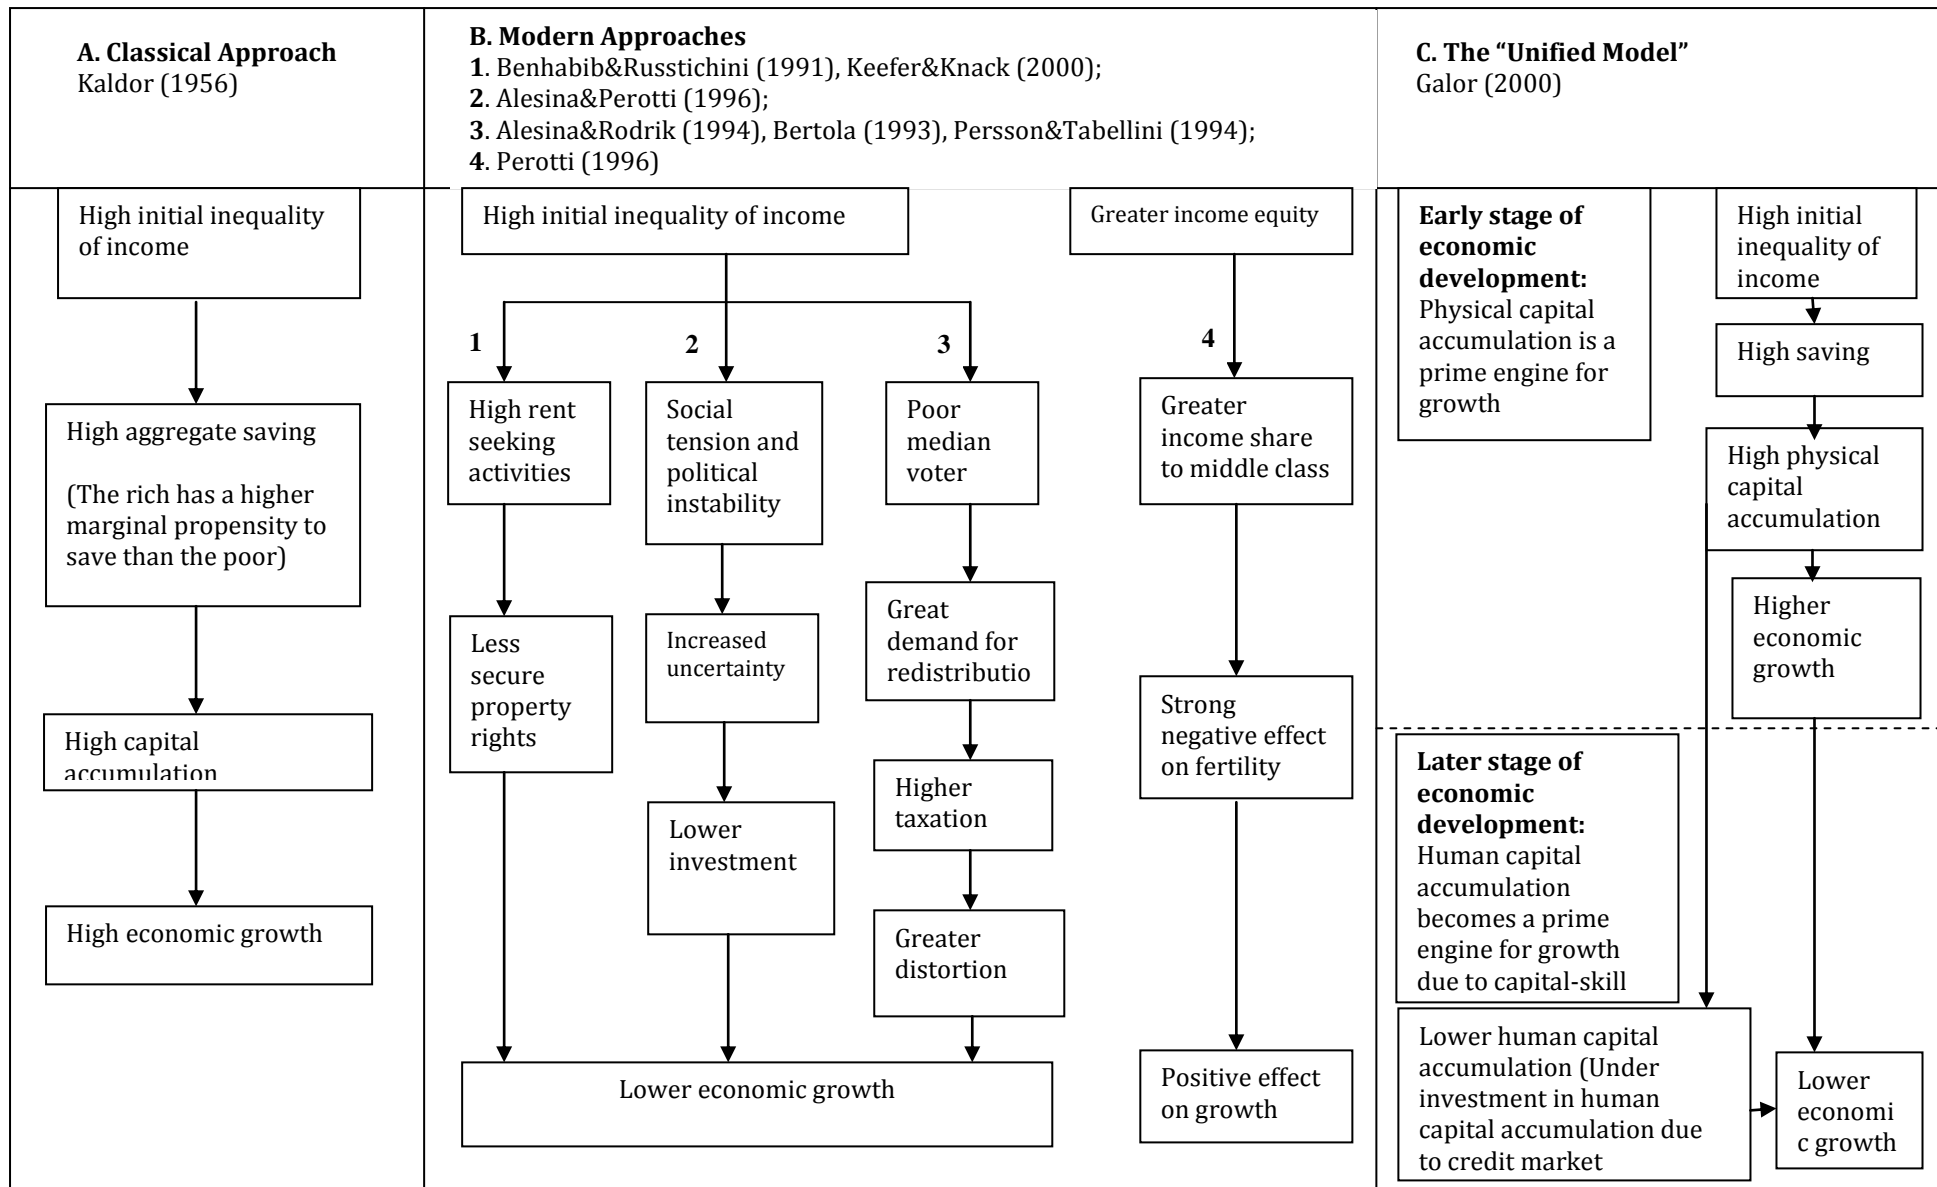 A. Classical Approach
Kaldor (1956)
B. Modern Approaches
1. Benhabib&Russtichini (1991), Keefer&Knack (2000);
2. Alesina&Perotti (1996);
3. Alesina&Rodrik (1994), Bertola (1993), Persson&Tabellini (1994);
4. Perotti (1996)
C. The “Unified Model”
Galor (2000)
High initial inequality
of income
High aggregate saving
(The rich has a higher
marginal propensity to
save than the poor)
High capital
accumulation
High economic growth
High initial inequality of income
1
2
3
High rent
seeking
activities
Less
secure
property
rights
Social
tension and
political
instability
Increased
uncertainty
Lower
investment
Poor
median
voter
Great
demand for
redistributio
Higher
taxation
Greater
distortion
Lower economic growth
Greater income equity
4
Greater
income share
to middle class
Strong
negative effect
on fertility
Positive effect
on growth
Early stage of
economic
development:
Physical capital
accumulation is a
prime engine for
growth
High initial
inequality of
income
High saving
High physical
capital
accumulation
Higher
economic
growth
Later stage of
economic
development:
Human capital
accumulation
becomes a prime
engine for growth
due to capital-skill
Lower human capital
accumulation (Under
investment in human
capital accumulation due
to credit market
Lower
economi
c growth